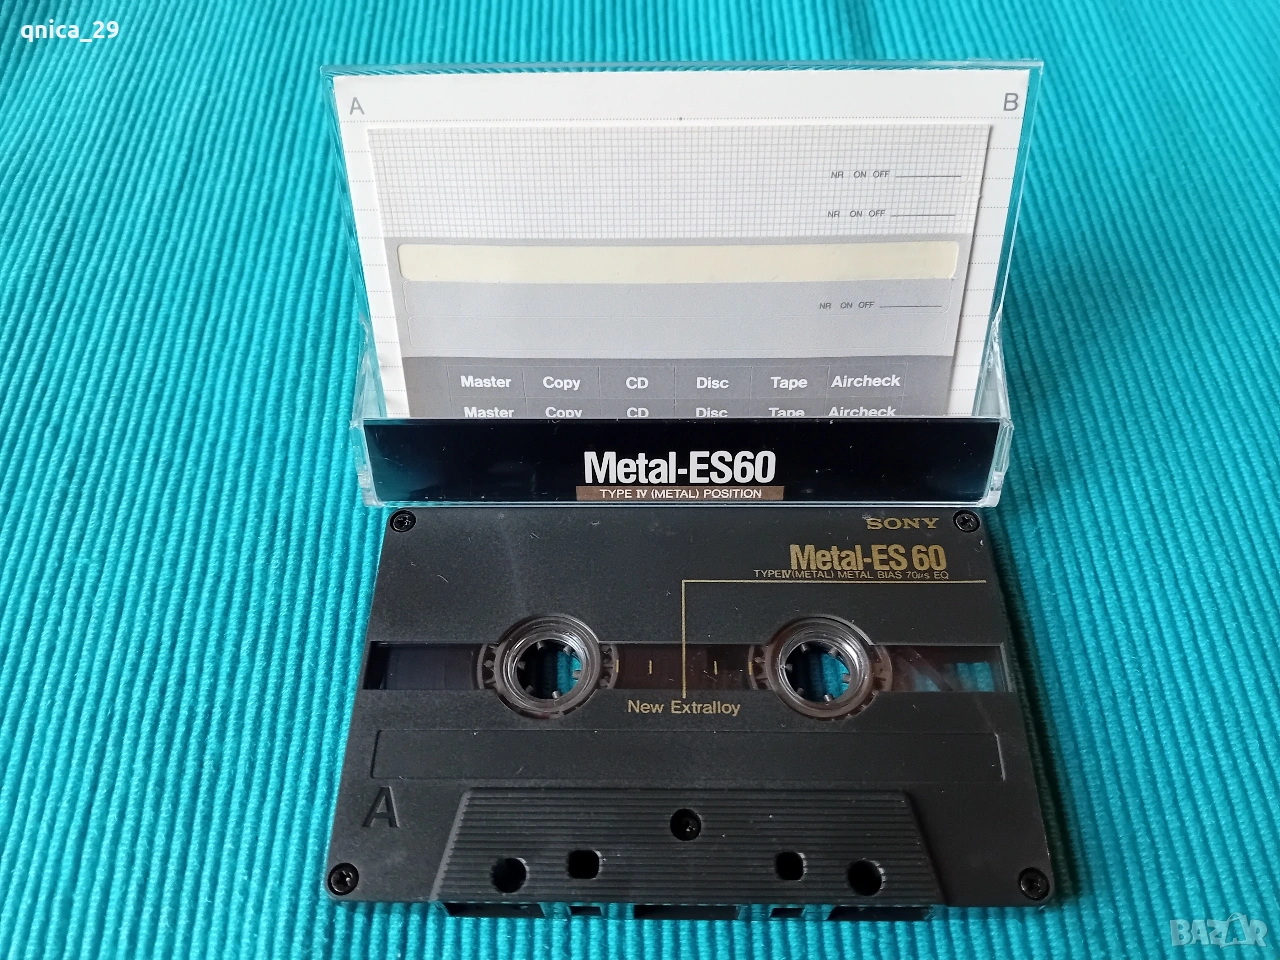 qnica_29
A B
NR ON OFF
NR ON OFF
NR ON OFF
Master Copy CD Disc Tape Aircheck
Master Copy CD Disc Tape Aircheck
Metal-ES60
TYPE IV (METAL) POSITION
SONY
Metal-ES 60
TYPE IV (METAL) METAL BIAS 70µs EQ
New Extralloy
A
BAZAR